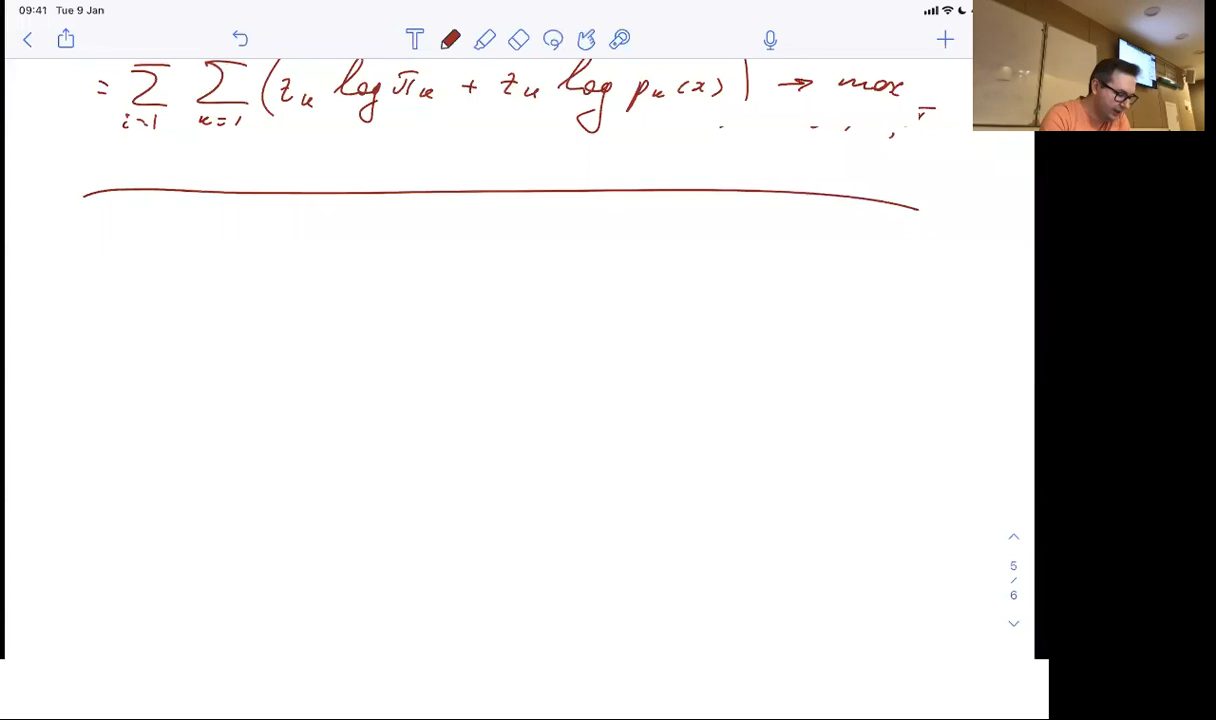 09:41 Tue 9 Jan
= ∑_{i=1} ∑_{k=1} (z_k log π_k + z_k log p_k(x)) → max
5
/
6